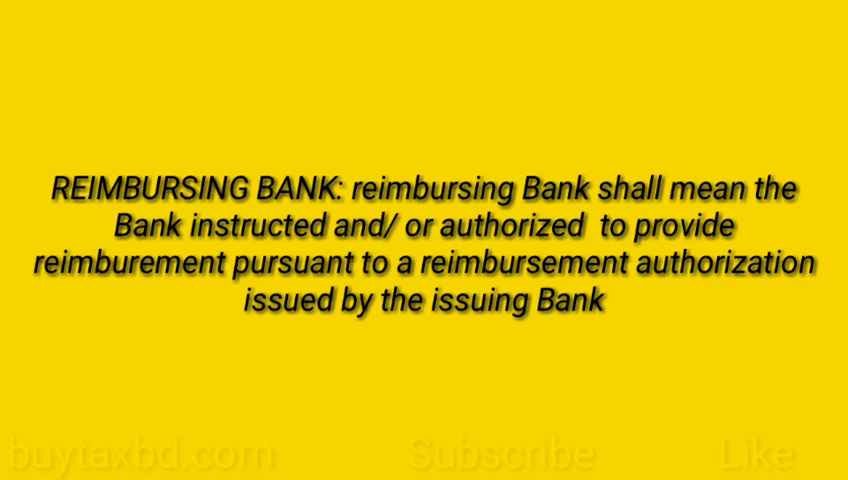 REIMBURSING BANK: reimbursing Bank shall mean the
Bank instructed and/ or authorized  to provide
reimburement pursuant to a reimbursement authorization
issued by the issuing Bank
buytaxbd.com Subscribe Like